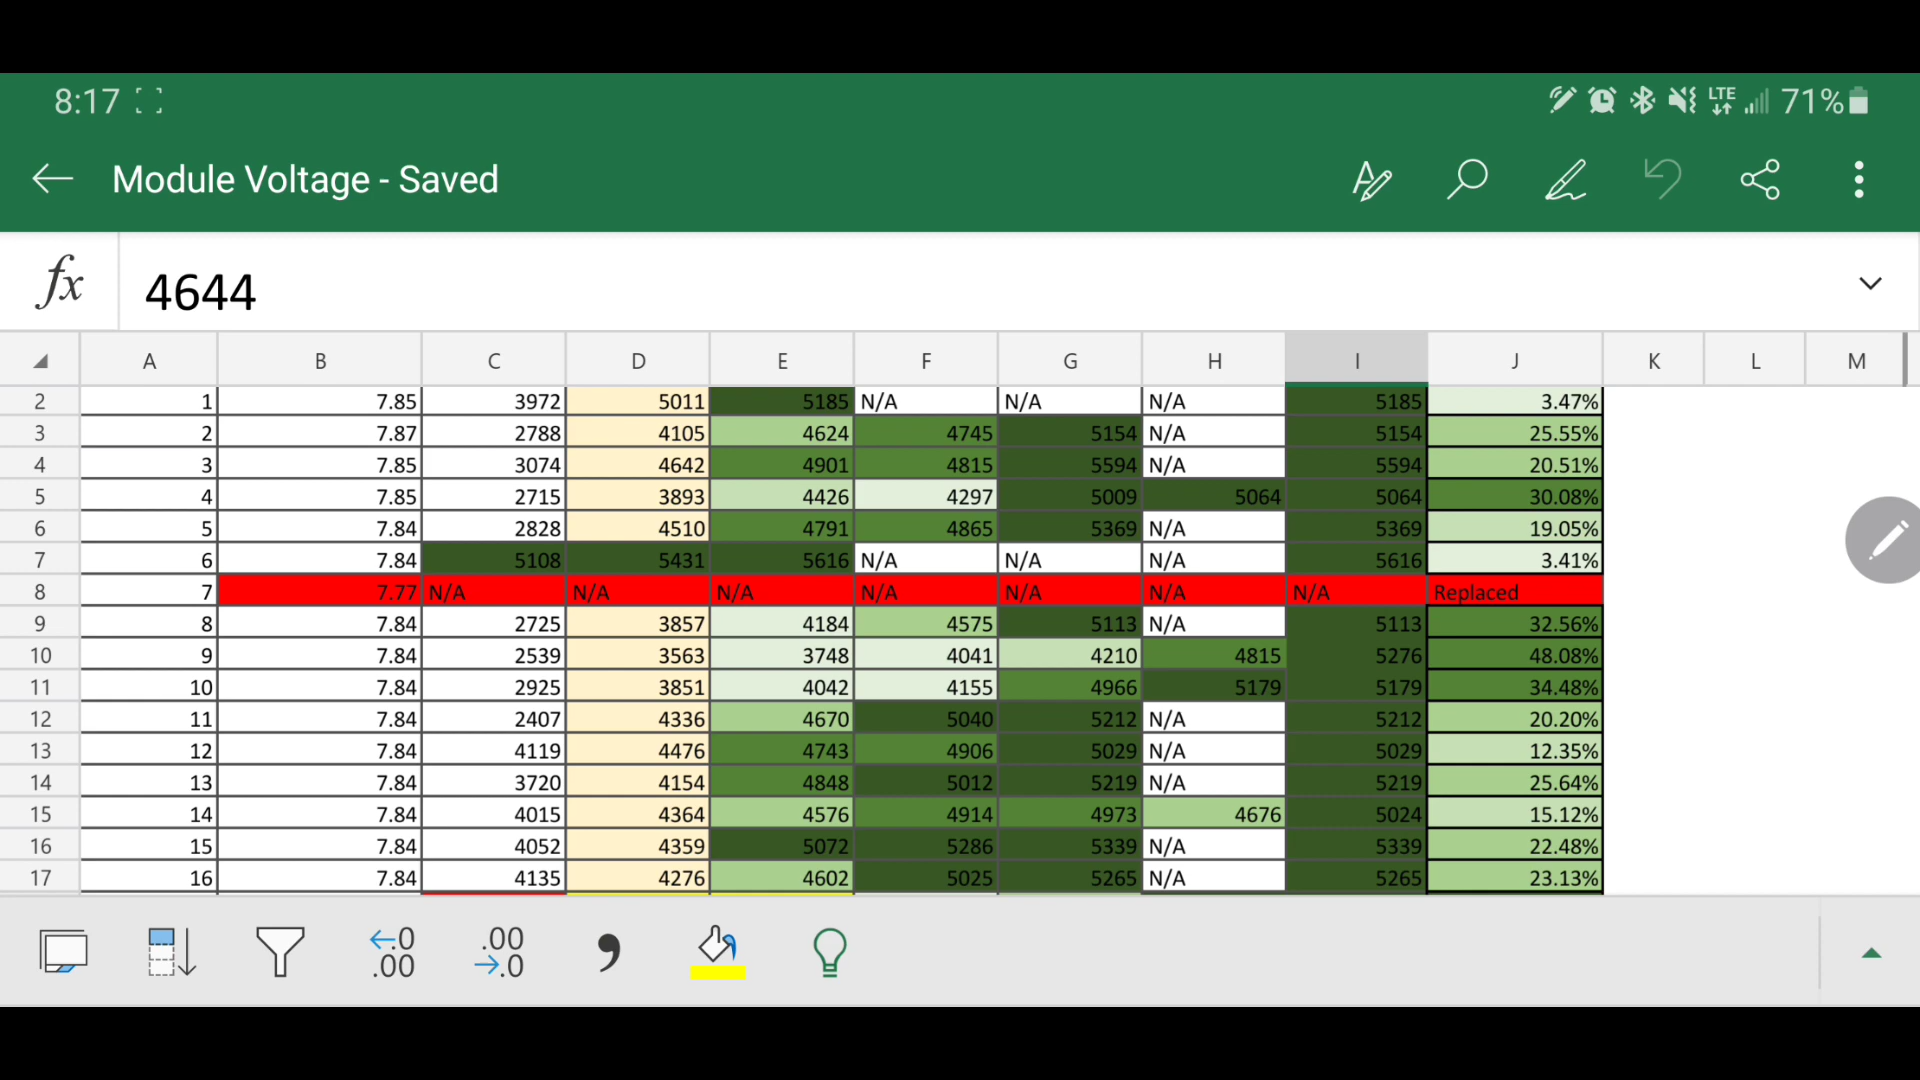 8:17 LTE 71%
Module Voltage - Saved
fx 4644
A B C D E F G H I J K L M
2 1 7.85 3972 5011 5185 N/A N/A N/A 5185 3.47%
3 2 7.87 2788 4105 4624 4745 5154 N/A 5154 25.55%
4 3 7.85 3074 4642 4901 4815 5594 N/A 5594 20.51%
5 4 7.85 2715 3893 4426 4297 5009 5064 5064 30.08%
6 5 7.84 2828 4510 4791 4865 5369 N/A 5369 19.05%
7 6 7.84 5108 5431 5616 N/A N/A N/A 5616 3.41%
8 7 7.77 N/A N/A N/A N/A N/A N/A N/A Replaced
9 8 7.84 2725 3857 4184 4575 5113 N/A 5113 32.56%
10 9 7.84 2539 3563 3748 4041 4210 4815 5276 48.08%
11 10 7.84 2925 3851 4042 4155 4966 5179 5179 34.48%
12 11 7.84 2407 4336 4670 5040 5212 N/A 5212 20.20%
13 12 7.84 4119 4476 4743 4906 5029 N/A 5029 12.35%
14 13 7.84 3720 4154 4848 5012 5219 N/A 5219 25.64%
15 14 7.84 4015 4364 4576 4914 4973 4676 5024 15.12%
16 15 7.84 4052 4359 5072 5286 5339 N/A 5339 22.48%
17 16 7.84 4135 4276 4602 5025 5265 N/A 5265 23.13%
.0 .00
.00 .0